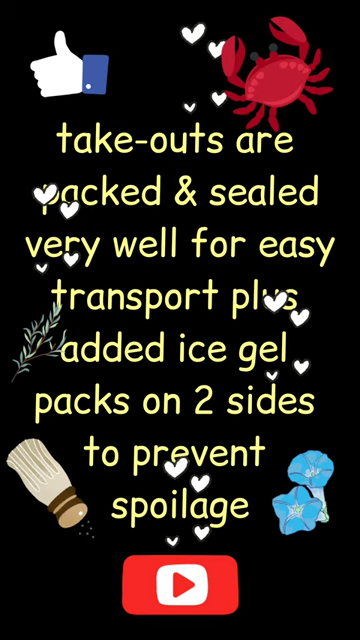 take-outs are
packed & sealed
very well for easy
transport plus
added ice gel
packs on 2 sides
to prevent
spoilage